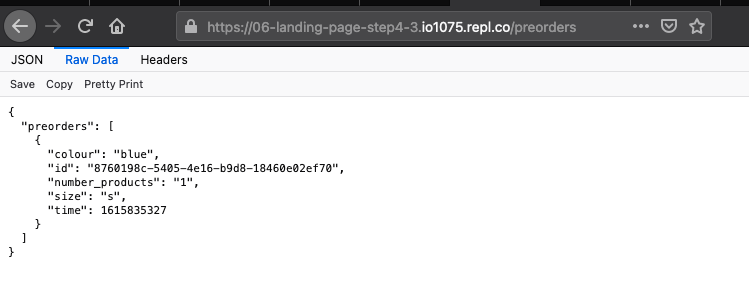 https://06-landing-page-step4-3.io1075.repl.co/preorders
JSON Raw Data Headers
Save Copy Pretty Print
{
  "preorders": [
    {
      "colour": "blue",
      "id": "8760198c-5405-4e16-b9d8-18460e02ef70",
      "number_products": "1",
      "size": "s",
      "time": 1615835327
    }
  ]
}